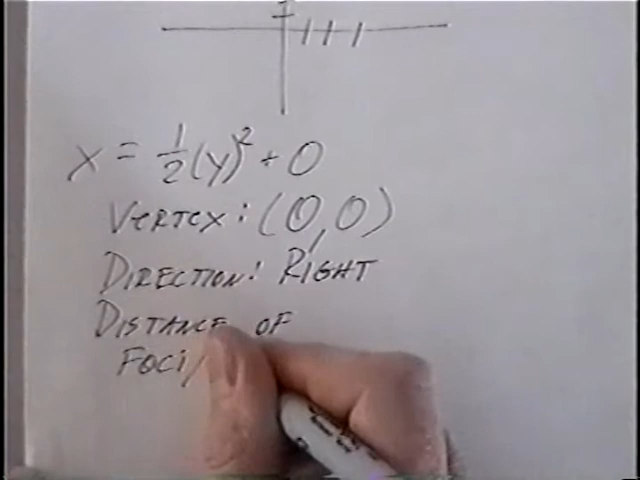 x = 1/2(y)² + 0
VERTEX: (0,0)
DIRECTION: RIGHT
DISTANCE OF
FOCI/